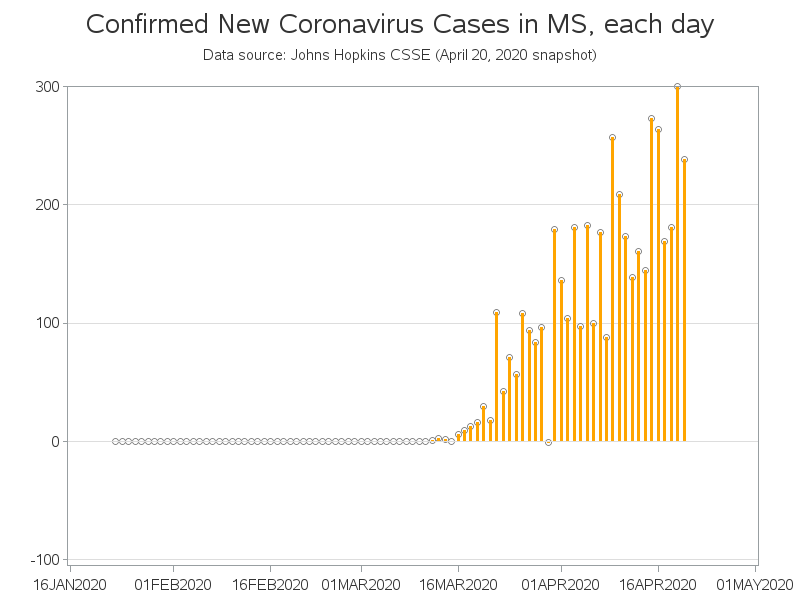 Confirmed New Coronavirus Cases in MS, each day
Data source: Johns Hopkins CSSE (April 20, 2020 snapshot)
300
200
100
0
-100
16JAN2020 01FEB2020 16FEB2020 01MAR2020 16MAR2020 01APR2020 16APR2020 01MAY2020